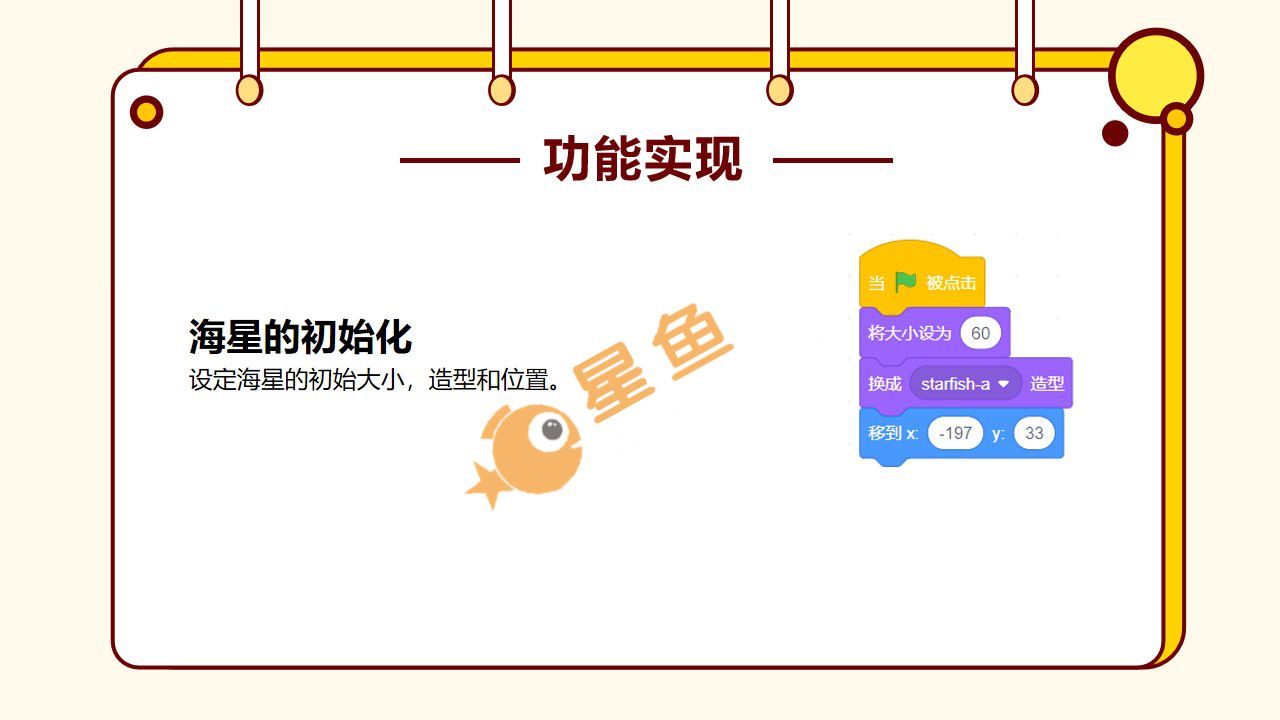 功能实现
海星的初始化
设定海星的初始大小，造型和位置。
星鱼
当 被点击
将大小设为 60
换成 starfish-a 造型
移到 x: -197 y: 33